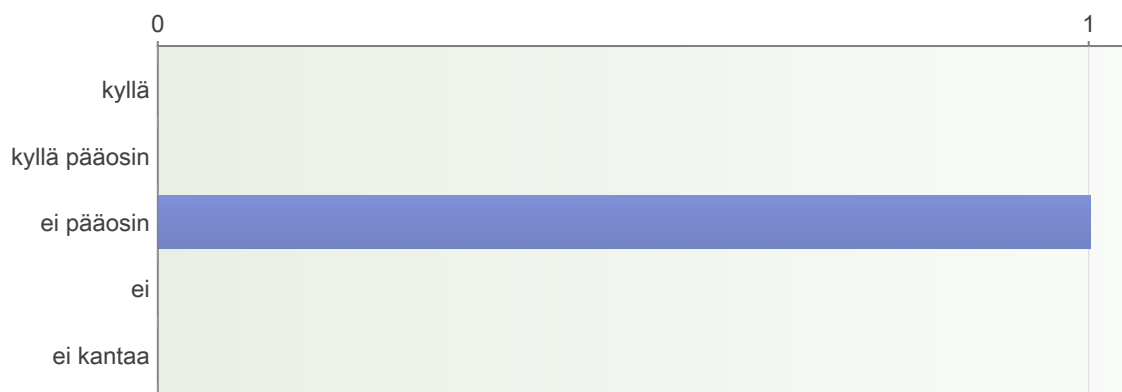 0 1
kyllä
kyllä pääosin
ei pääosin
ei
ei kantaa